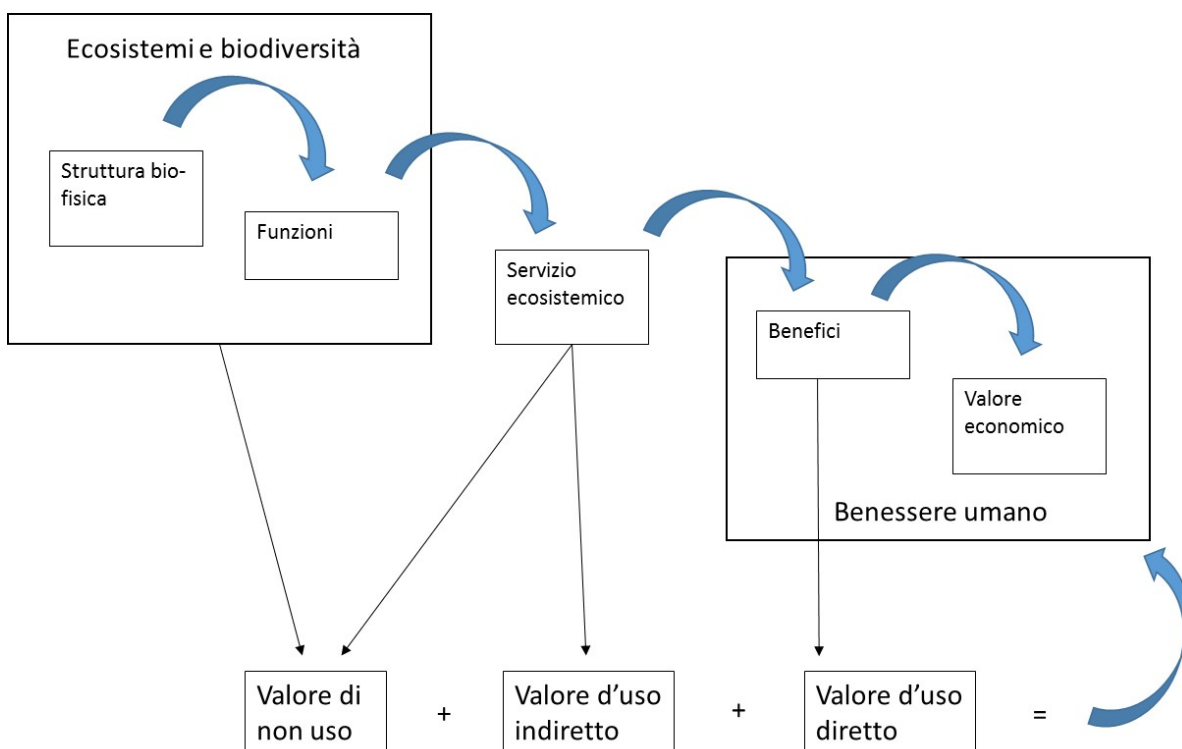 Ecosistemi e biodiversità
Struttura bio-
fisica
Funzioni
Servizio
ecosistemico
Benefici
Valore
economico
Benessere umano
Valore di
non uso
+
Valore d'uso
indiretto
+
Valore d'uso
diretto
=